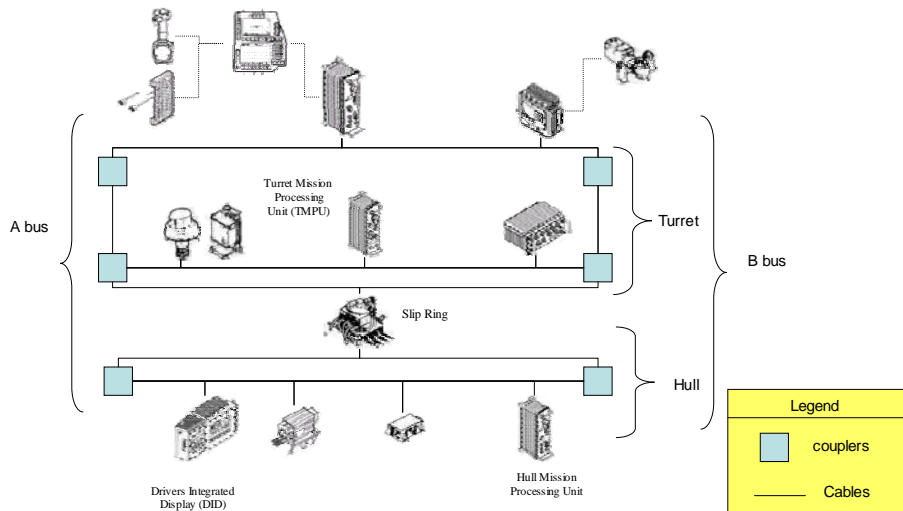 Turret Mission
Processing
Unit (TMPU)
Turret
A bus
B bus
Slip Ring
Hull
Legend
couplers
Cables
Drivers Integrated
Display (DID)
Hull Mission
Processing Unit